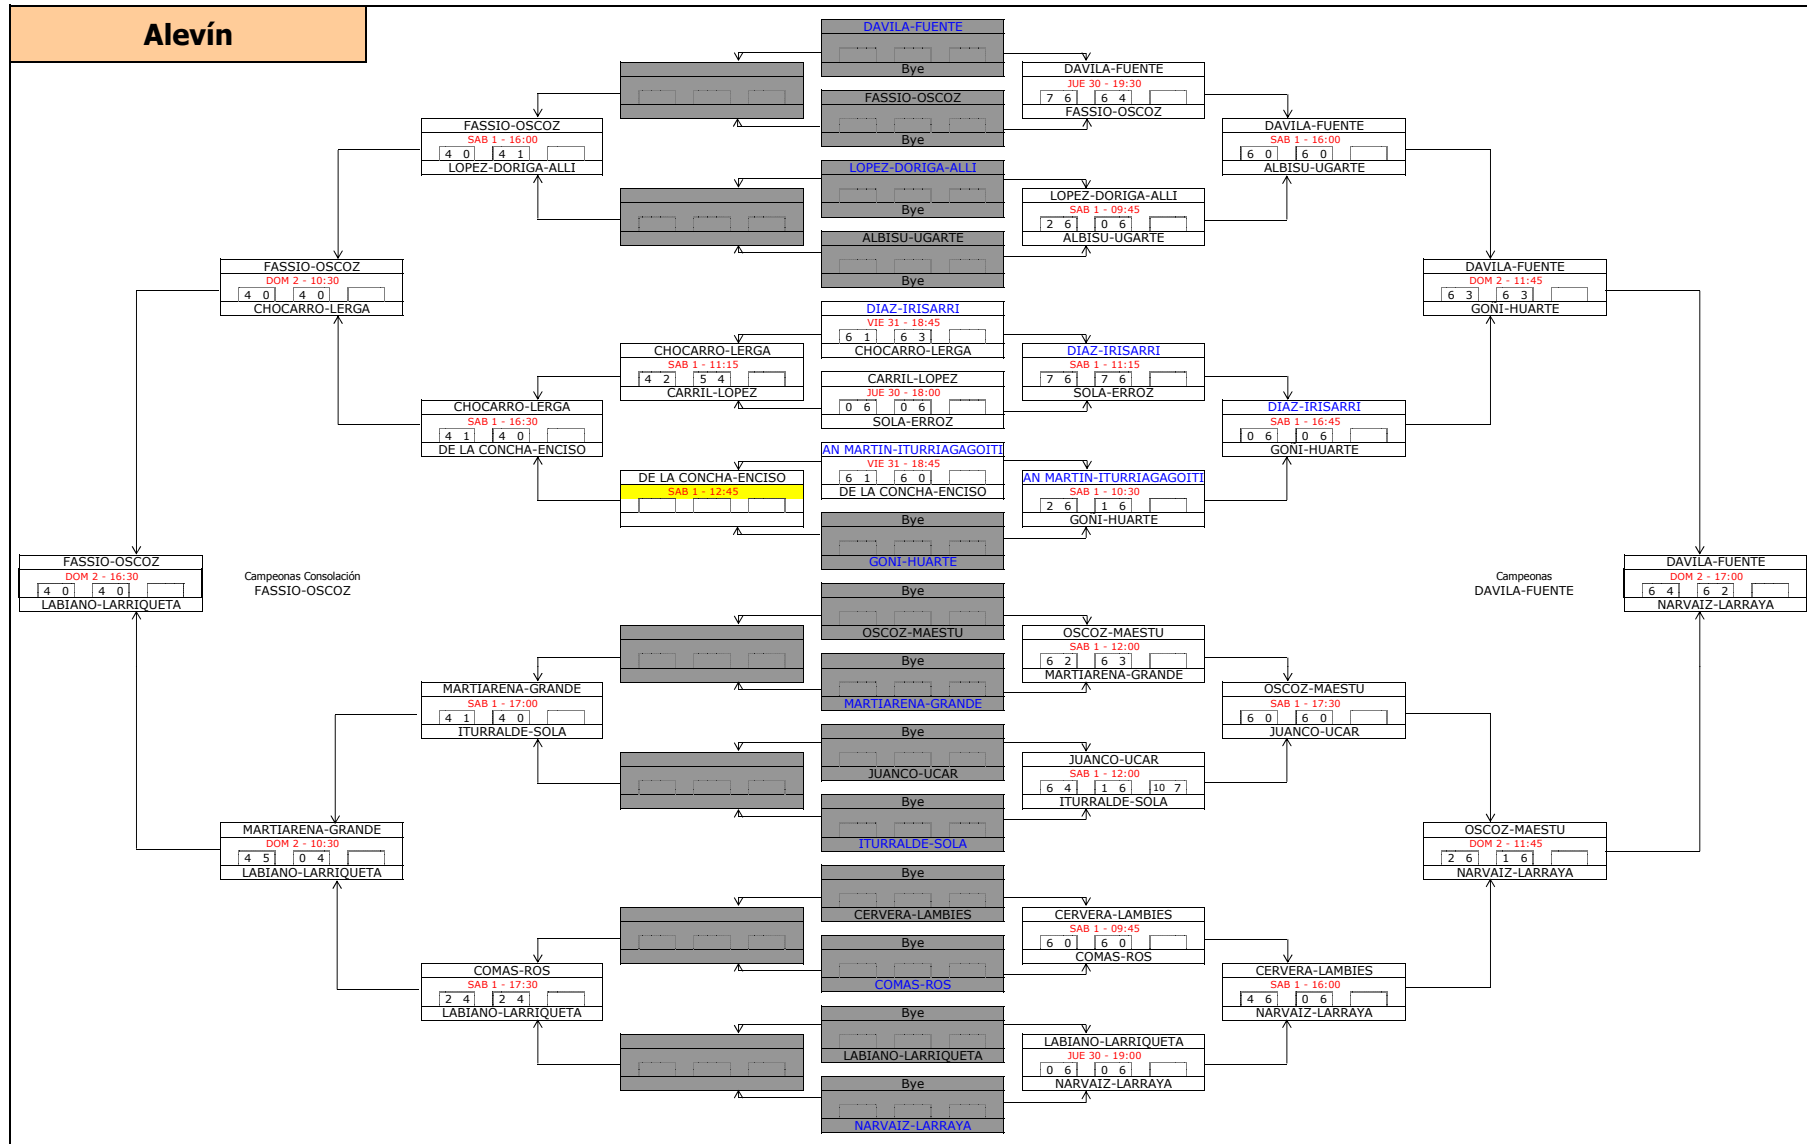 Alevín
DAVILA-FUENTE
Bye
FASSIO-OSCOZ
Bye
LOPEZ-DORIGA-ALLI
Bye
ALBISU-UGARTE
Bye
DIAZ-IRISARRI
VIE 31 - 18:45
6 1 6 3
CHOCARRO-LERGA
CARRIL-LOPEZ
JUE 30 - 18:00
0 6 0 6
SOLA-ERROZ
AN MARTIN-ITURRIAGAGOITI
VIE 31 - 18:45
6 1 6 0
DE LA CONCHA-ENCISO
Bye
GOÑI-HUARTE
Bye
OSCOZ-MAESTU
Bye
MARTIARENA-GRANDE
Bye
JUANCO-UCAR
Bye
ITURRALDE-SOLA
Bye
CERVERA-LAMBIES
Bye
COMAS-ROS
Bye
LABIANO-LARRIQUETA
Bye
NARVAIZ-LARRAYA
DAVILA-FUENTE
JUE 30 - 19:30
7 6 6 4
FASSIO-OSCOZ
LOPEZ-DORIGA-ALLI
SAB 1 - 09:45
2 6 0 6
ALBISU-UGARTE
DIAZ-IRISARRI
SAB 1 - 11:15
7 6 7 6
SOLA-ERROZ
AN MARTIN-ITURRIAGAGOITI
SAB 1 - 10:30
2 6 1 6
GOÑI-HUARTE
OSCOZ-MAESTU
SAB 1 - 12:00
6 2 6 3
MARTIARENA-GRANDE
JUANCO-UCAR
SAB 1 - 12:00
6 4 1 6 10 7
ITURRALDE-SOLA
CERVERA-LAMBIES
SAB 1 - 09:45
6 0 6 0
COMAS-ROS
LABIANO-LARRIQUETA
JUE 30 - 19:00
0 6 0 6
NARVAIZ-LARRAYA
DAVILA-FUENTE
SAB 1 - 16:00
6 0 6 0
ALBISU-UGARTE
DIAZ-IRISARRI
SAB 1 - 16:45
0 6 0 6
GOÑI-HUARTE
OSCOZ-MAESTU
SAB 1 - 17:30
6 0 6 0
JUANCO-UCAR
CERVERA-LAMBIES
SAB 1 - 16:00
4 6 0 6
NARVAIZ-LARRAYA
DAVILA-FUENTE
DOM 2 - 11:45
6 3 6 3
GOÑI-HUARTE
OSCOZ-MAESTU
DOM 2 - 11:45
2 6 1 6
NARVAIZ-LARRAYA
Campeonas
DAVILA-FUENTE
DAVILA-FUENTE
DOM 2 - 17:00
6 4 6 2
NARVAIZ-LARRAYA
CHOCARRO-LERGA
SAB 1 - 11:15
4 2 5 4
CARRIL-LOPEZ
DE LA CONCHA-ENCISO
SAB 1 - 12:45
FASSIO-OSCOZ
SAB 1 - 16:00
4 0 4 1
LOPEZ-DORIGA-ALLI
CHOCARRO-LERGA
SAB 1 - 16:30
4 1 4 0
DE LA CONCHA-ENCISO
MARTIARENA-GRANDE
SAB 1 - 17:00
4 1 4 0
ITURRALDE-SOLA
COMAS-ROS
SAB 1 - 17:30
2 4 2 4
LABIANO-LARRIQUETA
FASSIO-OSCOZ
DOM 2 - 10:30
4 0 4 0
CHOCARRO-LERGA
MARTIARENA-GRANDE
DOM 2 - 10:30
4 5 0 4
LABIANO-LARRIQUETA
Campeonas Consolación
FASSIO-OSCOZ
FASSIO-OSCOZ
DOM 2 - 16:30
4 0 4 0
LABIANO-LARRIQUETA